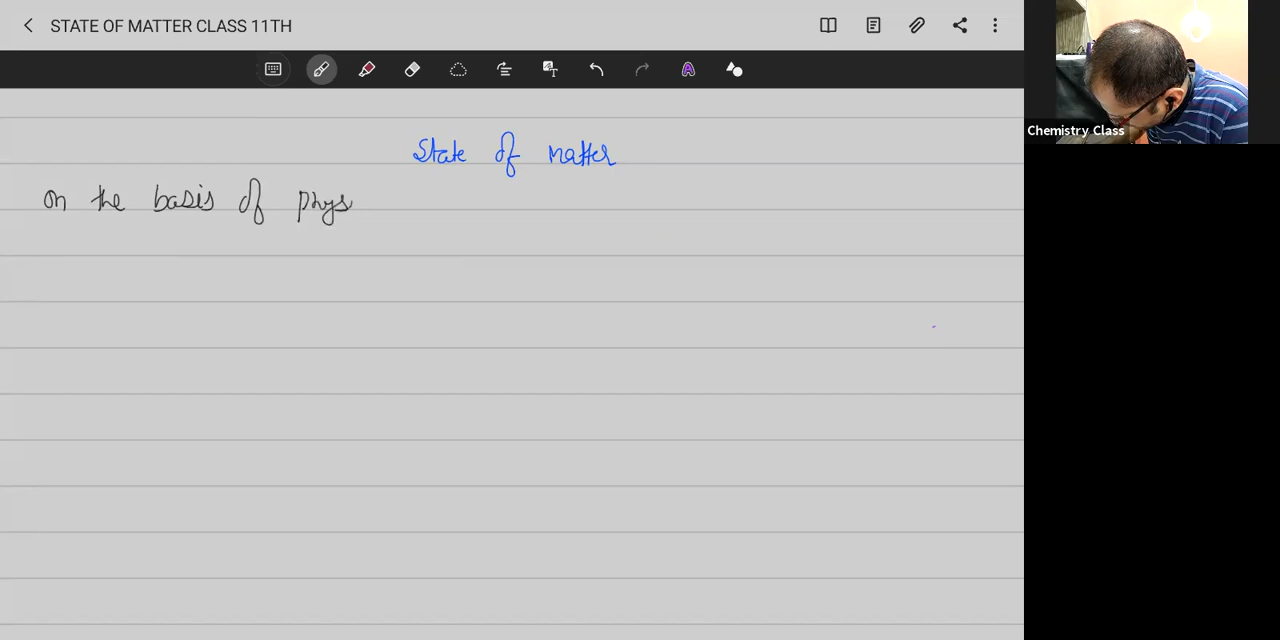 STATE OF MATTER CLASS 11TH
Chemistry Class
State of matter
on the basis of phys